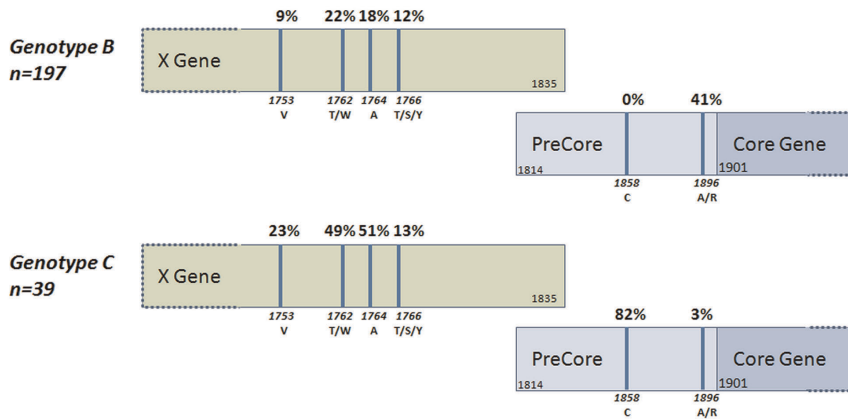 9% 22% 18% 12%
Genotype B
n=197
X Gene
1835
1753 1762 1764 1766
V T/W A T/S/Y
0% 41%
PreCore Core Gene
1814 1901
1858 1896
C A/R
23% 49% 51% 13%
Genotype C
n=39
X Gene
1835
1753 1762 1764 1766
V T/W A T/S/Y
82% 3%
PreCore Core Gene
1814 1901
1858 1896
C A/R